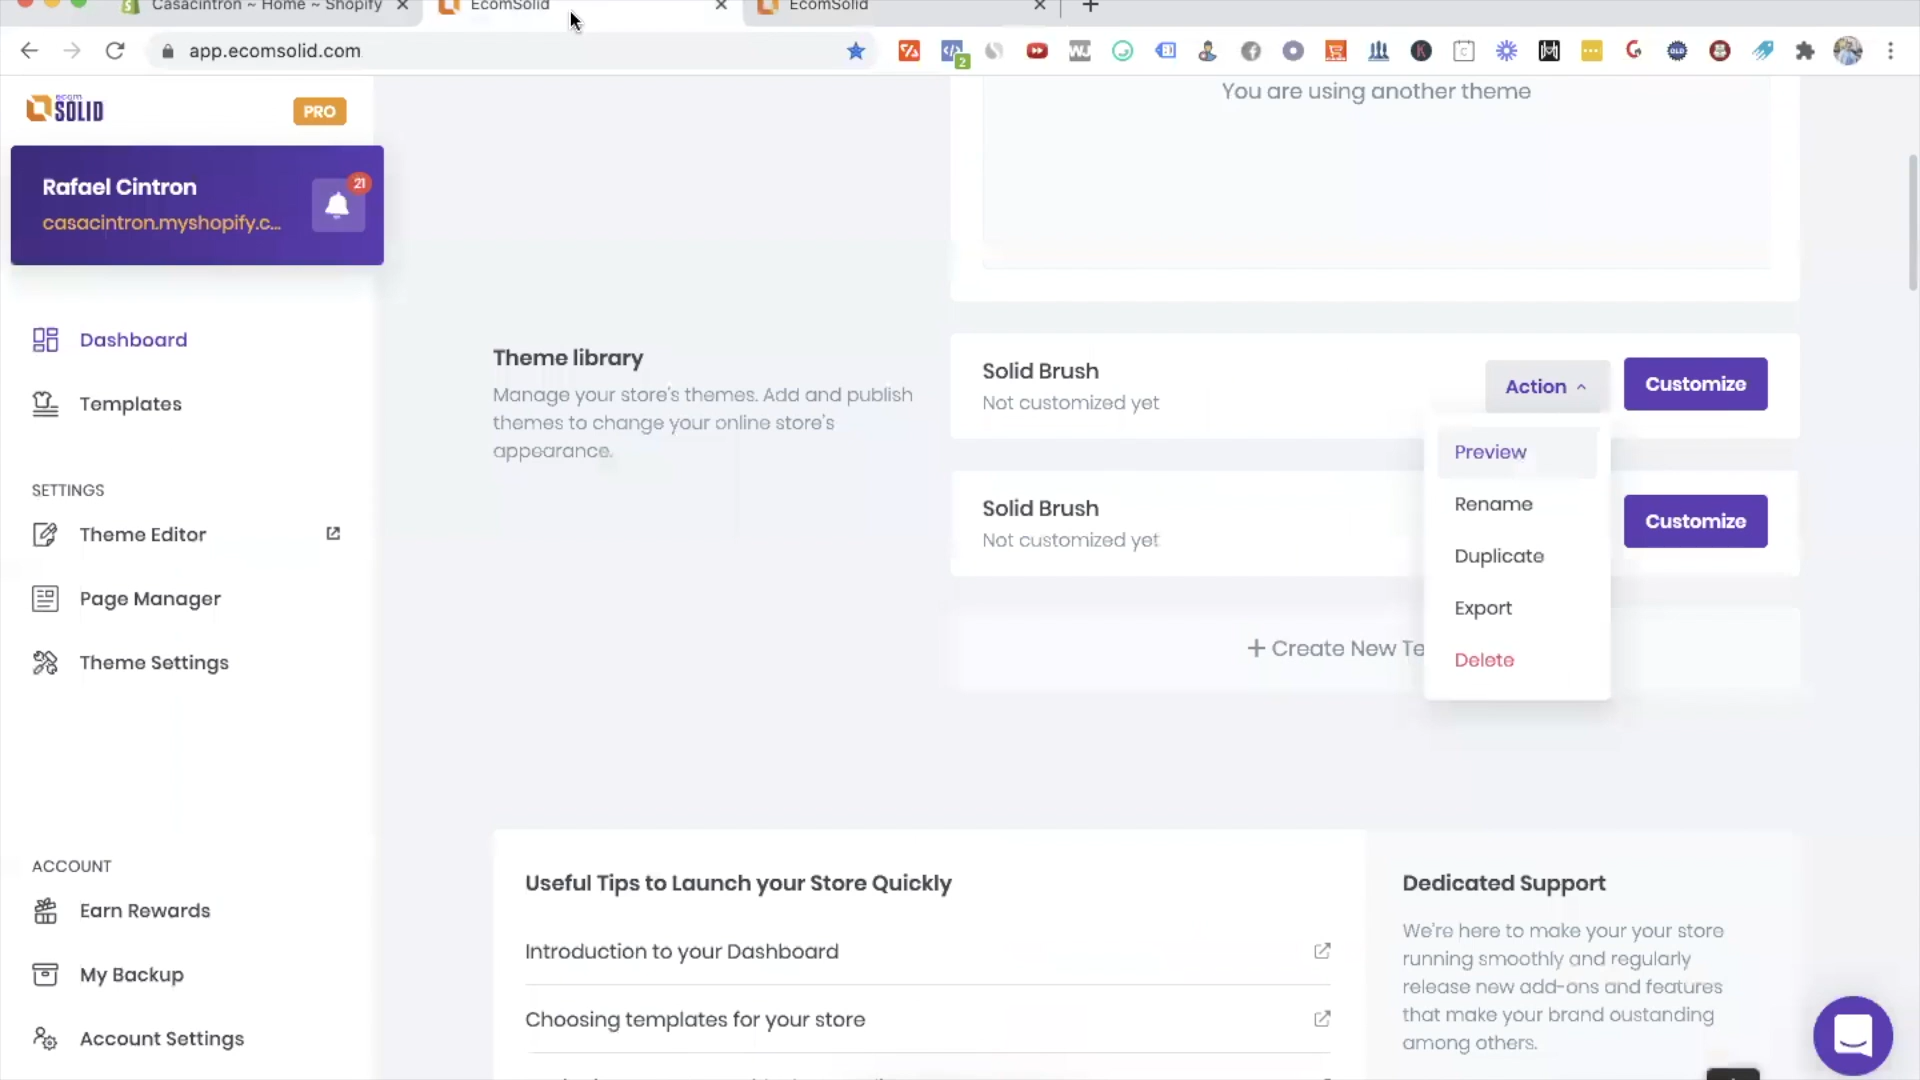 Casacintron ~ Home ~ Shopify
EcomSolid
EcomSolid
app.ecomsolid.com
2
ecom
SOLID
PRO
You are using another theme
Rafael Cintron
casacintron.myshopify.c...
21
Dashboard
Templates
SETTINGS
Theme Editor
Page Manager
Theme Settings
ACCOUNT
Earn Rewards
My Backup
Account Settings
Theme library
Manage your store's themes. Add and publish
themes to change your online store's
appearance.
Solid Brush
Not customized yet
Action
Customize
Preview
Rename
Duplicate
Export
Delete
Solid Brush
Not customized yet
Customize
+ Create New Te
Useful Tips to Launch your Store Quickly
Introduction to your Dashboard
Choosing templates for your store
Dedicated Support
We're here to make your your store
running smoothly and regularly
release new add-ons and features
that make your brand oustanding
among others.